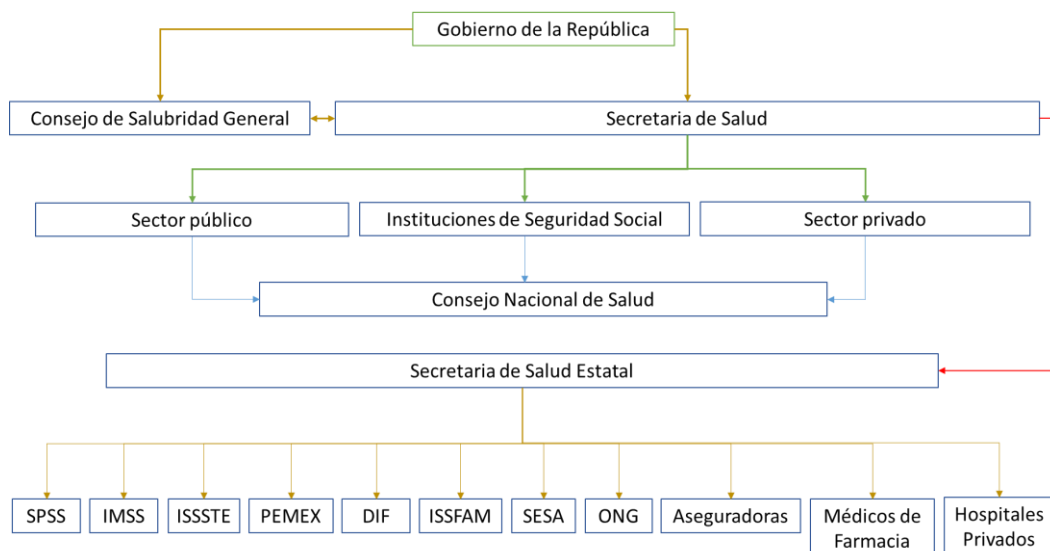 Gobierno de la República
Consejo de Salubridad General
Secretaria de Salud
Sector público
Instituciones de Seguridad Social
Sector privado
Consejo Nacional de Salud
Secretaria de Salud Estatal
SPSS
IMSS
ISSSTE
PEMEX
DIF
ISSFAM
SESA
ONG
Aseguradoras
Médicos de
Farmacia
Hospitales
Privados